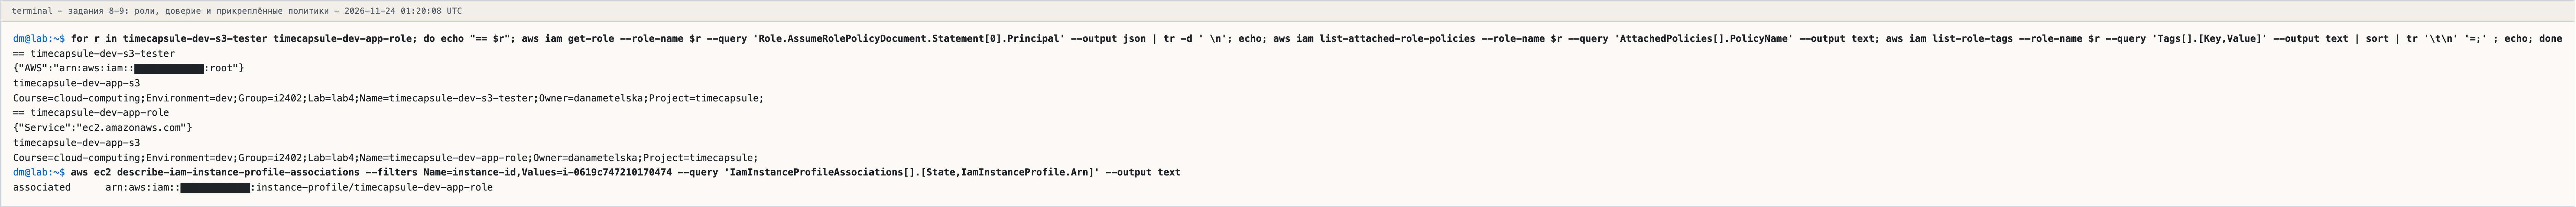 terminal – задания 8-9: роли, доверие и прикреплённые политики – 2026-11-24 01:20:08 UTC
dm@lab:~$ for r in timecapsule-dev-s3-tester timecapsule-dev-app-role; do echo "== $r"; aws iam get-role --role-name $r --query 'Role.AssumeRolePolicyDocument.Statement[0].Principal' --output json | tr -d ' \n'; echo; aws iam list-attached-role-policies --role-name $r --query 'AttachedPolicies[].PolicyName' --output text; aws iam list-role-tags --role-name $r --query 'Tags[].[Key,Value]' --output text | sort | tr '\t\n' '=;' ; echo; done
== timecapsule-dev-s3-tester
{"AWS":"arn:aws:iam:::root"}
timecapsule-dev-app-s3
Course=cloud-computing;Environment=dev;Group=i2402;Lab=lab4;Name=timecapsule-dev-s3-tester;Owner=danametelska;Project=timecapsule;
== timecapsule-dev-app-role
{"Service":"ec2.amazonaws.com"}
timecapsule-dev-app-s3
Course=cloud-computing;Environment=dev;Group=i2402;Lab=lab4;Name=timecapsule-dev-app-role;Owner=danametelska;Project=timecapsule;
dm@lab:~$ aws ec2 describe-iam-instance-profile-associations --filters Name=instance-id,Values=i-0619c747210170474 --query 'IamInstanceProfileAssociations[].[State,IamInstanceProfile.Arn]' --output text
associated arn:aws:iam:::instance-profile/timecapsule-dev-app-role